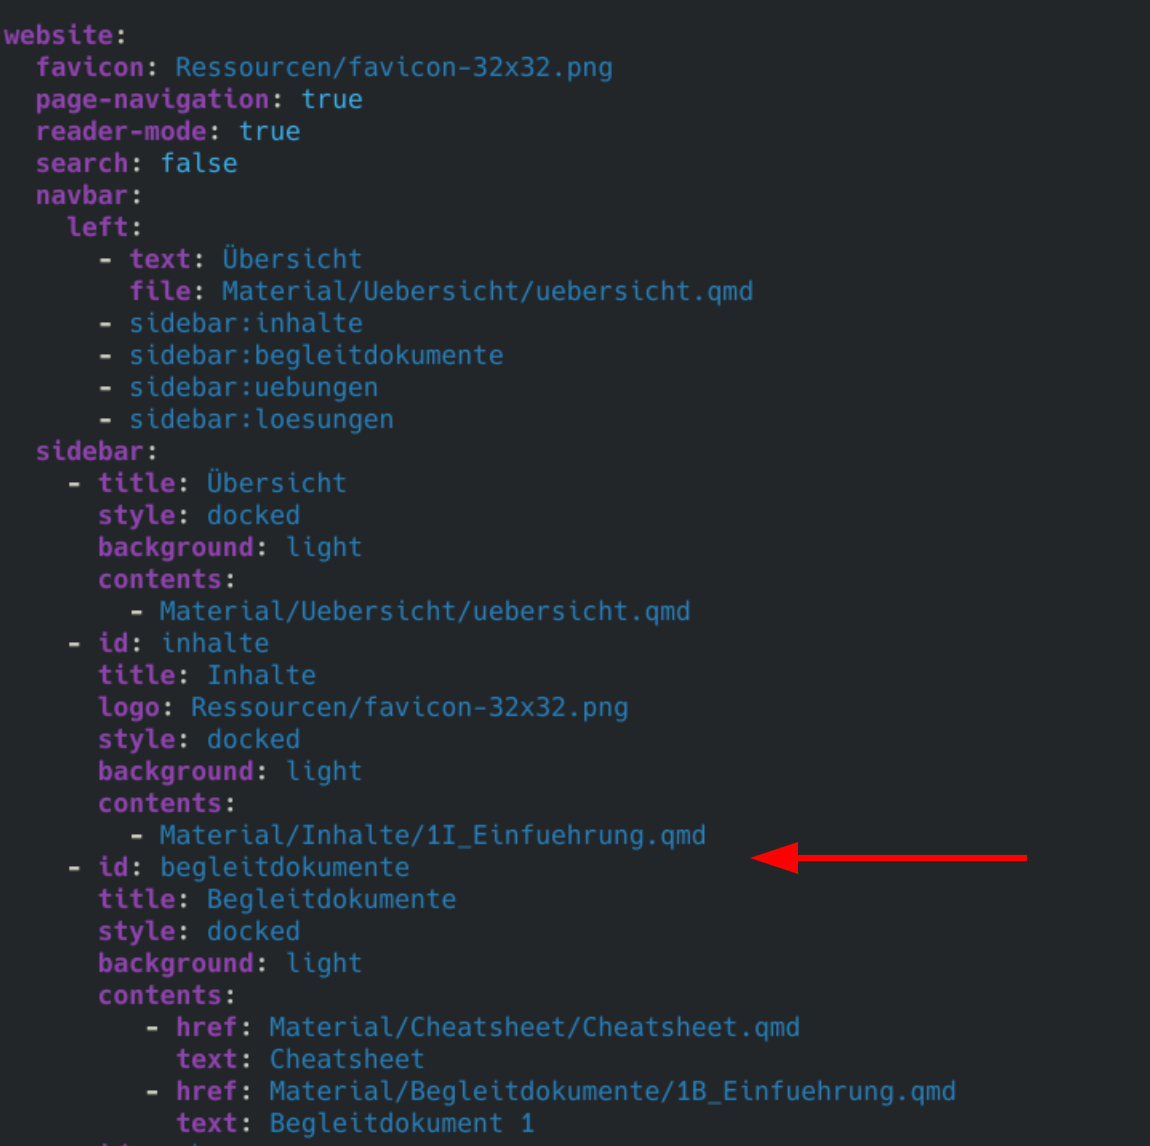 website:
  favicon: Ressourcen/favicon-32x32.png
  page-navigation: true
  reader-mode: true
  search: false
  navbar:
    left:
      - text: Übersicht
        file: Material/Uebersicht/uebersicht.qmd
      - sidebar:inhalte
      - sidebar:begleitdokumente
      - sidebar:uebungen
      - sidebar:loesungen
  sidebar:
    - title: Übersicht
      style: docked
      background: light
      contents:
        - Material/Uebersicht/uebersicht.qmd
    - id: inhalte
      title: Inhalte
      logo: Ressourcen/favicon-32x32.png
      style: docked
      background: light
      contents:
        - Material/Inhalte/1I_Einfuehrung.qmd
    - id: begleitdokumente
      title: Begleitdokumente
      style: docked
      background: light
      contents:
         - href: Material/Cheatsheet/Cheatsheet.qmd
           text: Cheatsheet
         - href: Material/Begleitdokumente/1B_Einfuehrung.qmd
           text: Begleitdokument 1